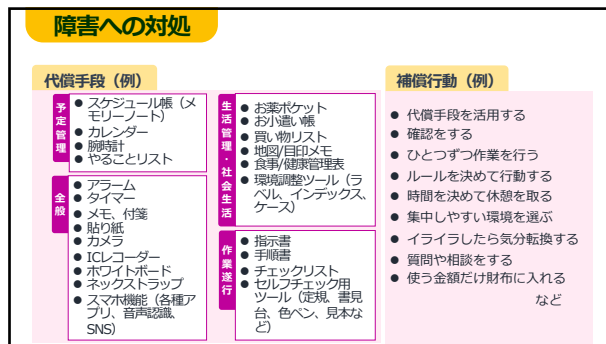 障害への対処
代償手段（例）
予定管理
● スケジュール帳（メ
モリーノート）
● カレンダー
● 腕時計
● やることリスト
全般
● アラーム
● タイマー
● メモ、付箋
● 貼り紙
● カメラ
● ICレコーダー
● ホワイトボード
● ネックストラップ
● スマホ機能（各種ア
プリ、音声認識、
SNS）
生活管理・社会生活
● お薬ポケット
● お小遣い帳
● 買い物リスト
● 地図/目印メモ
● 食事/健康管理表
● 環境調整ツール（ラ
ベル、インデックス、
ケース）
作業遂行
● 指示書
● 手順書
● チェックリスト
● セルフチェック用
ツール（定規、書見
台、色ペン、見本な
ど）
補償行動（例）
● 代償手段を活用する
● 確認をする
● ひとつずつ作業を行う
● ルールを決めて行動する
● 時間を決めて休憩を取る
● 集中しやすい環境を選ぶ
● イライラしたら気分転換する
● 質問や相談をする
● 使う金額だけ財布に入れる
など